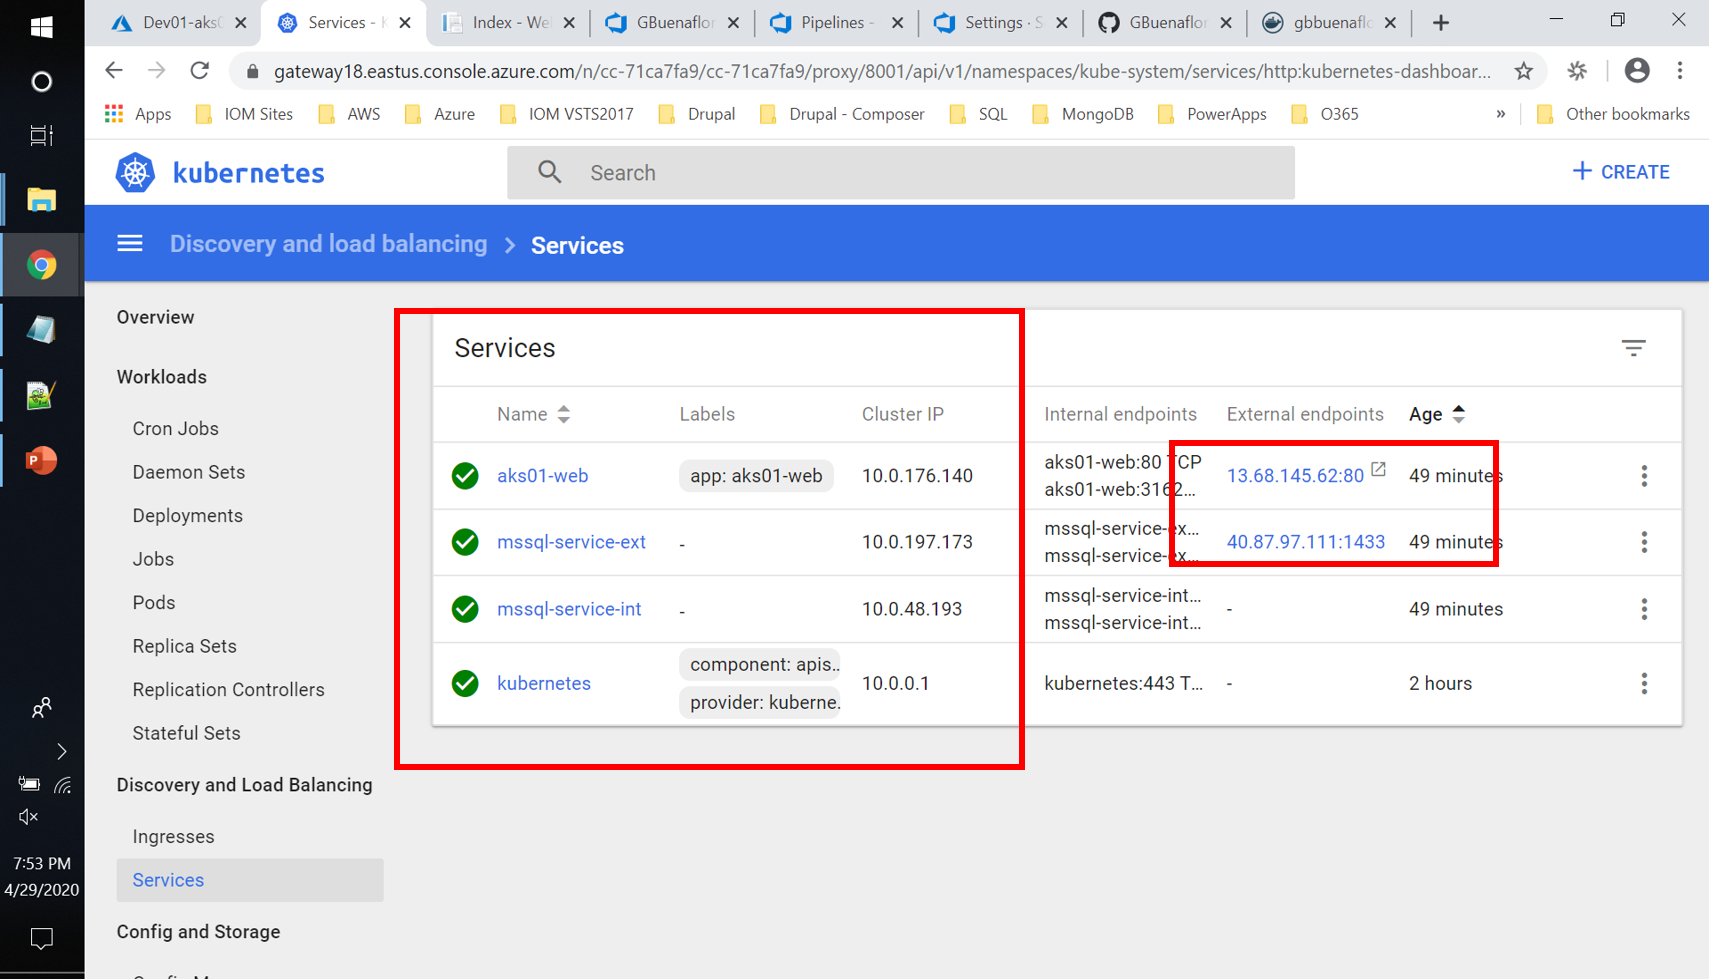 Dev01-aks
Services - K
Index - We
GBuenaflor
Pipelines -
Settings · S
GBuenaflor
gbbuenaflo
gateway18.eastus.console.azure.com/n/cc-71ca7fa9/cc-71ca7fa9/proxy/8001/api/v1/namespaces/kube-system/services/http:kubernetes-dashboar...
Apps
IOM Sites
AWS
Azure
IOM VSTS2017
Drupal
Drupal - Composer
SQL
MongoDB
PowerApps
O365
»
Other bookmarks
kubernetes
Search
+ CREATE
Discovery and load balancing > Services
Overview
Workloads
Cron Jobs
Daemon Sets
Deployments
Jobs
Pods
Replica Sets
Replication Controllers
Stateful Sets
Discovery and Load Balancing
Ingresses
Services
Config and Storage
Services
Name Labels Cluster IP Internal endpoints External endpoints Age
aks01-web app: aks01-web 10.0.176.140 aks01-web:80 TCP 13.68.145.62:80 49 minutes
aks01-web:3162...
mssql-service-ext - 10.0.197.173 mssql-service-ex... 40.87.97.111:1433 49 minutes
mssql-service-ex...
mssql-service-int - 10.0.48.193 mssql-service-int... - 49 minutes
mssql-service-int...
kubernetes component: apis.. 10.0.0.1 kubernetes:443 T... - 2 hours
provider: kuberne.
7:53 PM
4/29/2020